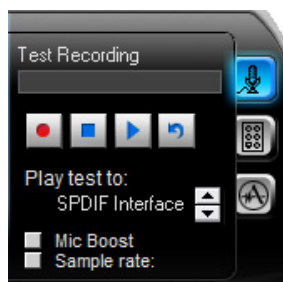 Test Recording
Play test to:
SPDIF Interface
Mic Boost
Sample rate: